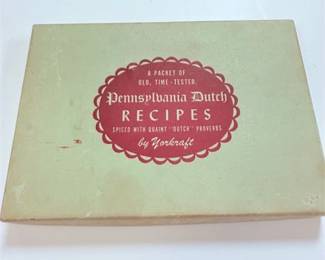 A PACKET OF
OLD, TIME-TESTED
Pennsylvania Dutch
RECIPES
SPICED WITH QUAINT "DUTCH" PROVERBS
by Yorkraft